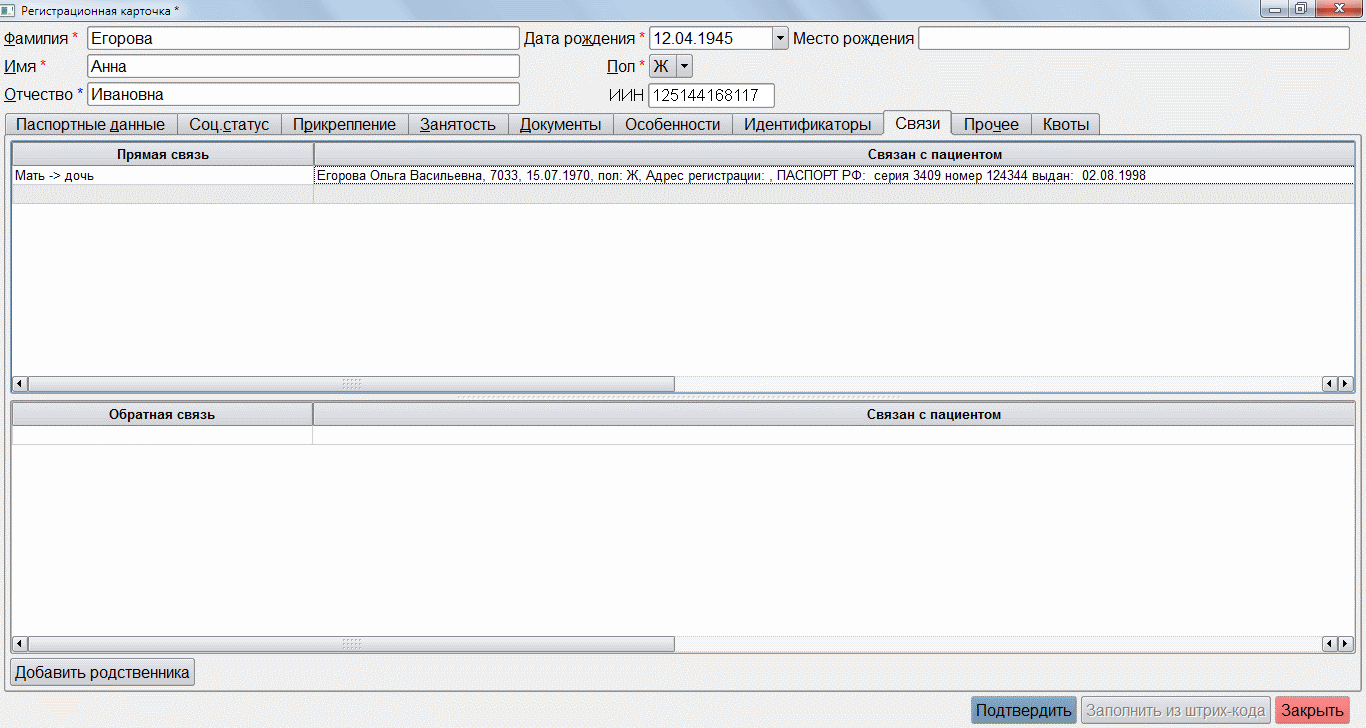 Регистрационная карточка *
Фамилия * Егорова Дата рождения * 12.04.1945 Место рождения
Имя * Анна Пол * Ж
Отчество * Ивановна ИИН 125144168117
Паспортные данные Соц.статус Прикрепление Занятость Документы Особенности Идентификаторы Связи Прочее Квоты
Прямая связь Связан с пациентом
Мать -> дочь Егорова Ольга Васильевна, 7033, 15.07.1970, пол: Ж, Адрес регистрации: , ПАСПОРТ РФ: серия 3409 номер 124344 выдан: 02.08.1998
Обратная связь Связан с пациентом
Добавить родственника
Подтвердить Заполнить из штрих-кода Закрыть